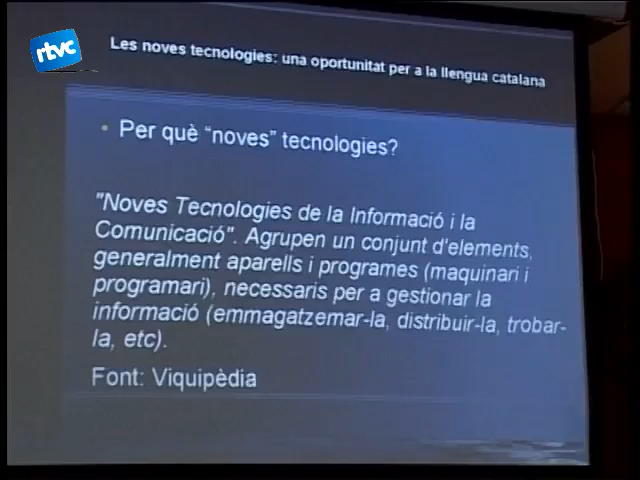 rtvc
Les noves tecnologies: una oportunitat per a la llengua catalana
Per què “noves” tecnologies?
"Noves Tecnologies de la Informació i la
Comunicació". Agrupen un conjunt d'elements,
generalment aparells i programes (maquinari i
programari), necessaris per a gestionar la
informació (emmagatzemar-la, distribuir-la, trobar-
la, etc).
Font: Viquipèdia